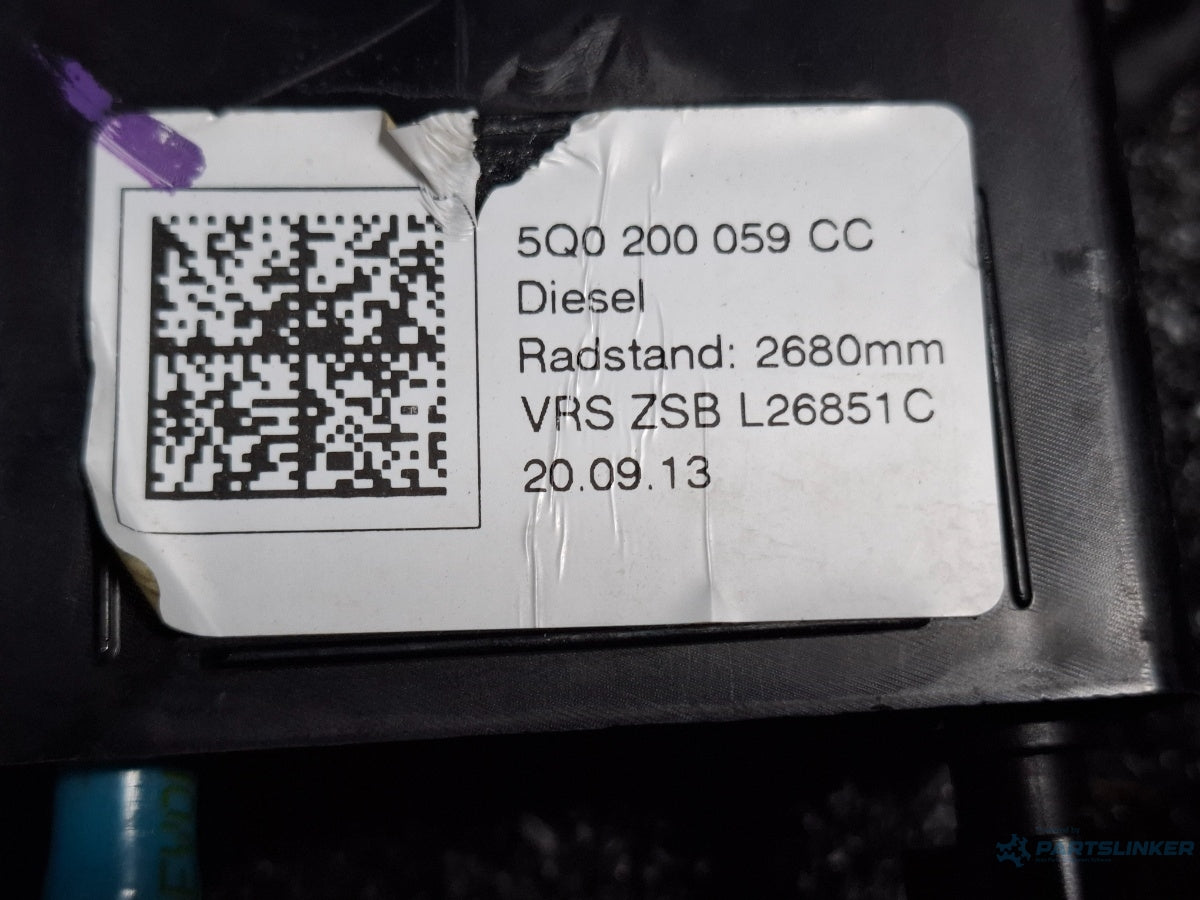 5Q0 200 059 CC
Diesel
Radstand: 2680mm
VRS ZSB L26851C
20.09.13
PARTSLINKER